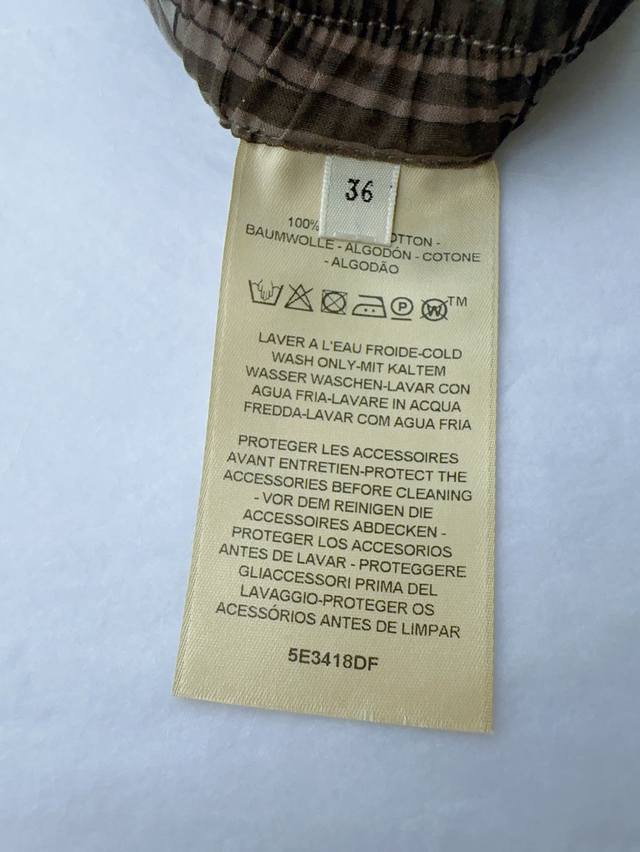 36
100% OTTON -
BAUMWOLLE - ALGODÓN - COTONE
- ALGODÃO
TM
LAVER A L'EAU FROIDE-COLD
WASH ONLY-MIT KALTEM
WASSER WASCHEN-LAVAR CON
AGUA FRIA-LAVARE IN ACQUA
FREDDA-LAVAR COM AGUA FRIA
PROTEGER LES ACCESSOIRES
AVANT ENTRETIEN-PROTECT THE
ACCESSORIES BEFORE CLEANING
- VOR DEM REINIGEN DIE
ACCESSOIRES ABDECKEN -
PROTEGER LOS ACCESORIOS
ANTES DE LAVAR - PROTEGGERE
GLIACCESSORI PRIMA DEL
LAVAGGIO-PROTEGER OS
ACESSÓRIOS ANTES DE LIMPAR
5E3418DF